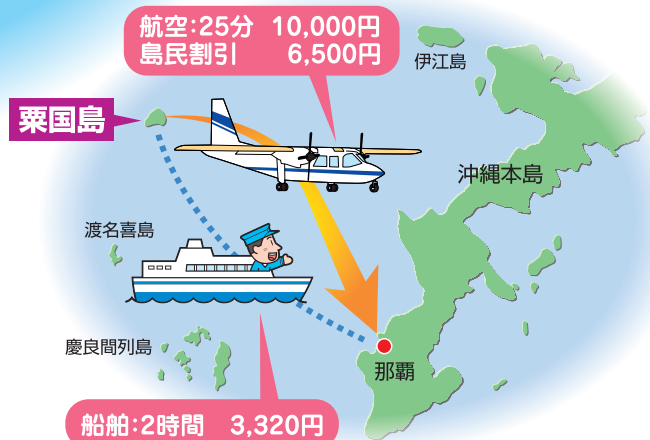 航空:25分 10,000円
島民割引 6,500円
伊江島
粟国島
沖縄本島
渡名喜島
慶良間列島
那覇
船舶:2時間 3,320円